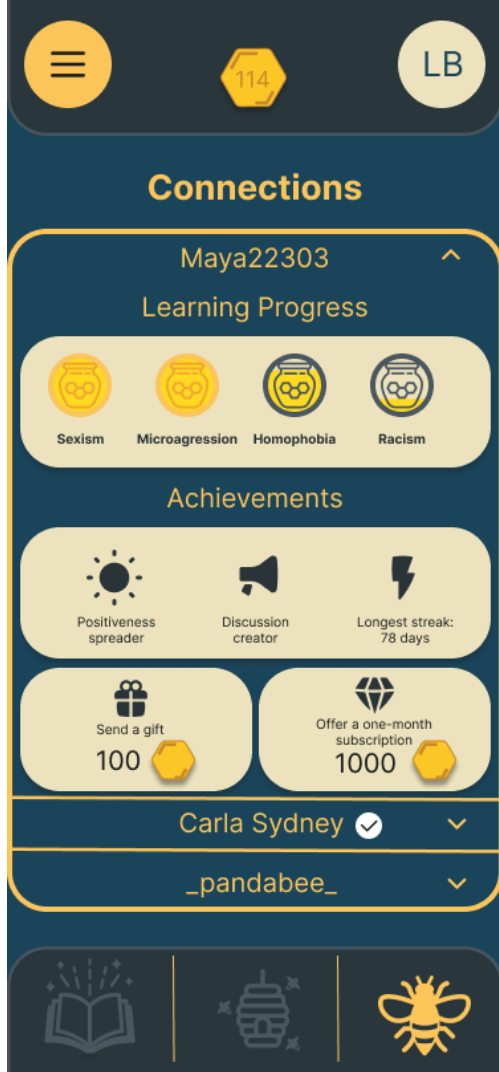 114
LB
Connections
Maya22303
Learning Progress
Sexism Microagression Homophobia Racism
Achievements
Positiveness
spreader
Discussion
creator
Longest streak:
78 days
Send a gift
100
Offer a one-month
subscription
1000
Carla Sydney
_pandabee_